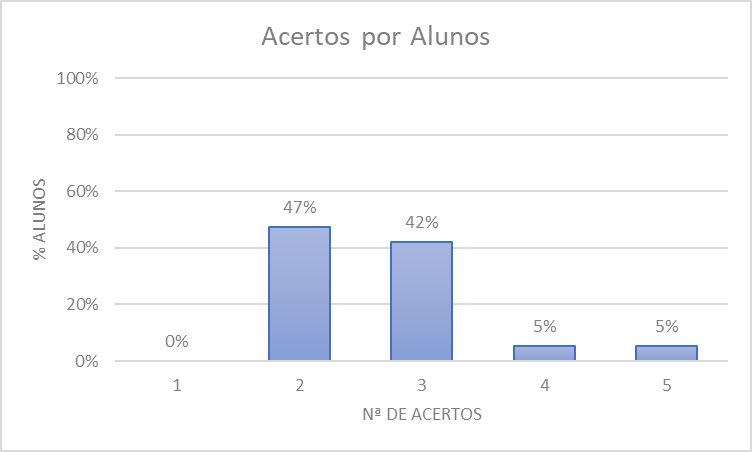 Acertos por Alunos
% ALUNOS
100%
80%
60%
40%
20%
0%
0%
47%
42%
5%
5%
1 2 3 4 5
Nª DE ACERTOS